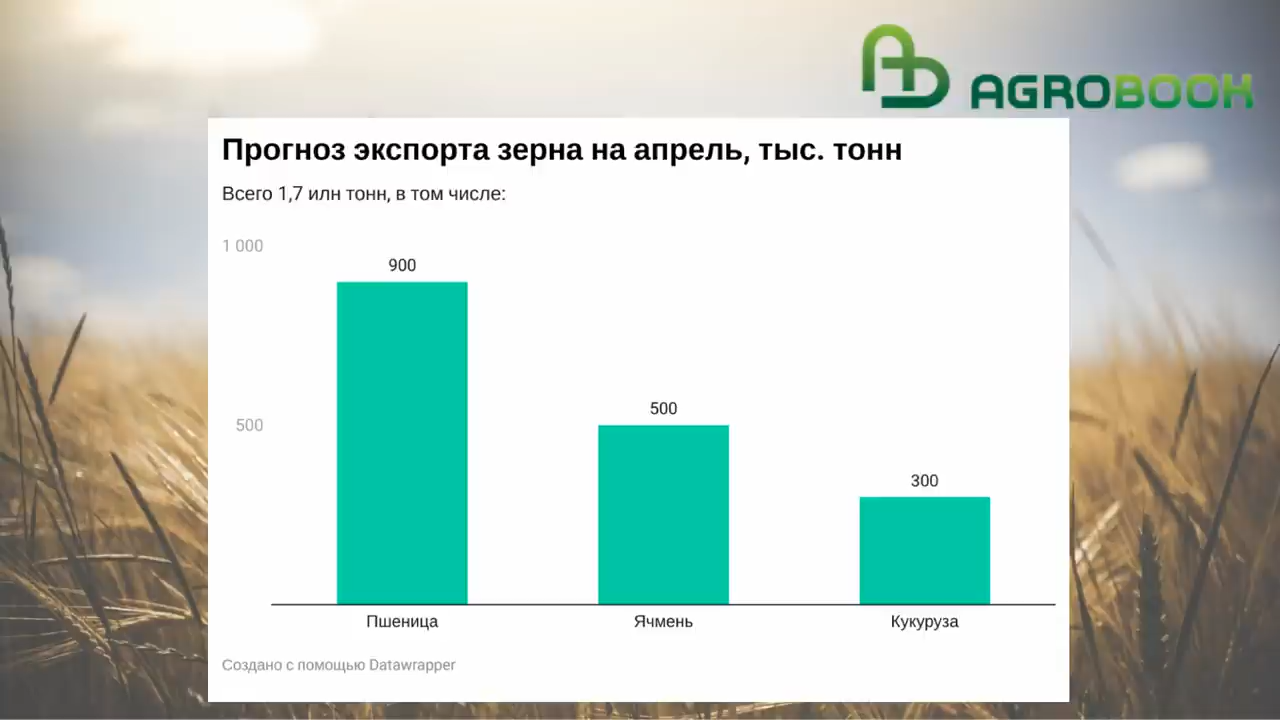 AGROBOOK
Прогноз экспорта зерна на апрель, тыс. тонн
Всего 1,7 илн тонн, в том числе:
1 000
900
500
500
300
Пшеница
Ячмень
Кукуруза
Создано с помощью Datawrapper